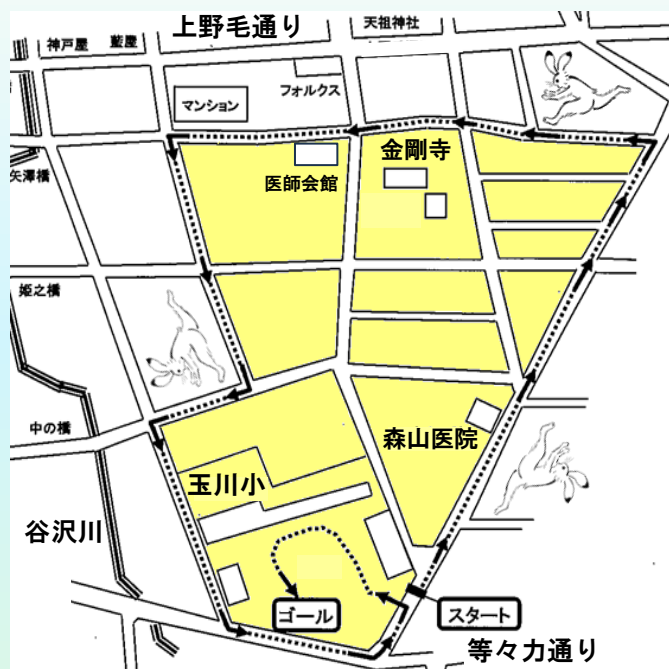 上野毛通り
天祖神社
神戸屋
藍屋
フォルクス
マンション
金剛寺
医師会館
矢澤橋
姫之橋
中の橋
森山医院
玉川小
谷沢川
ゴール
スタート
等々力通り